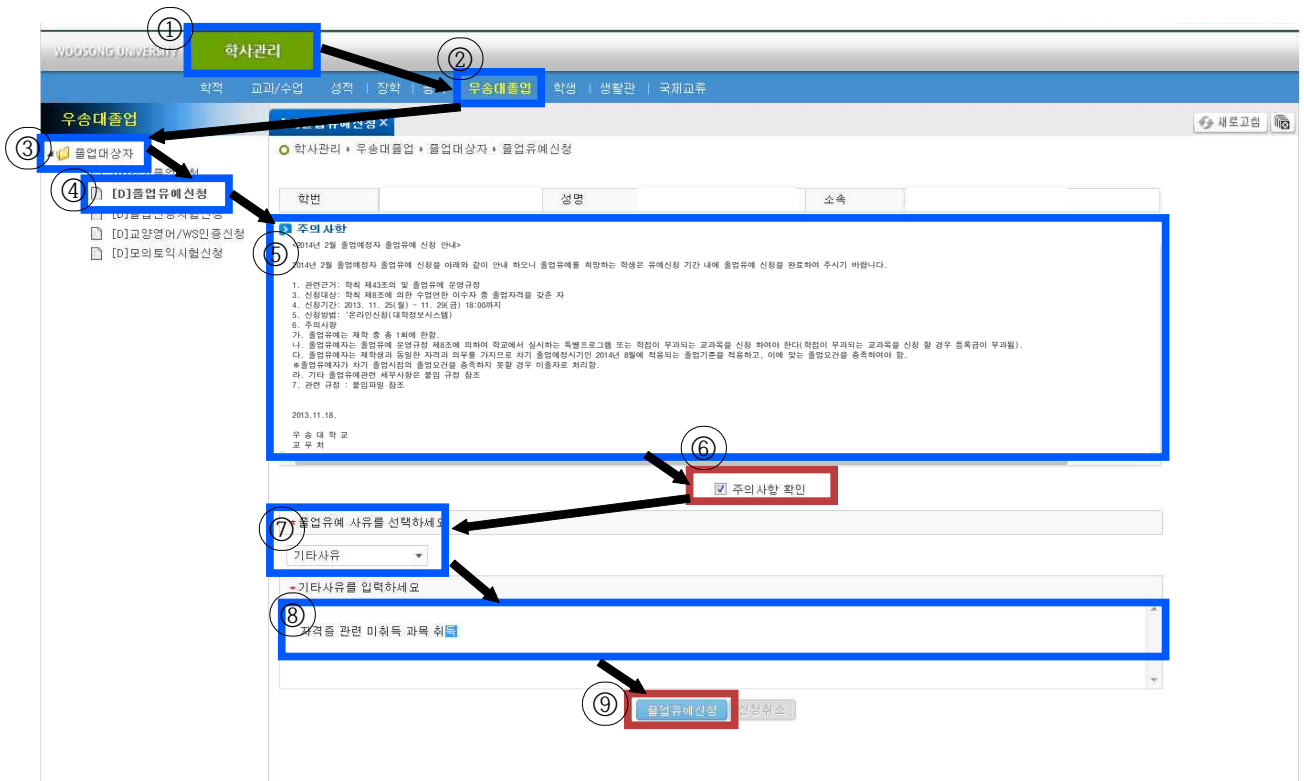 ①
WOOSONG UNIVERSITY 학사관리
②
학적 교과/수업 성적 | 장학 | 우송대졸업 학생 | 생활관 | 국제교류
우송대졸업
졸업유예신청 ×
새로고침
③ 졸업대상자
학사관리 › 우송대졸업 › 졸업대상자 › 졸업유예신청
④ [D]졸업유예신청
학번 성명 소속
[D]교양영어/WS인증신청
[D]모의토익시험신청
⑤ 주의사항
<2014년 2월 졸업예정자 졸업유예 신청 안내>
2014년 2월 졸업예정자 졸업유예 신청을 아래와 같이 안내 하오니 졸업유예를 희망하는 학생은 유예신청 기간 내에 졸업유예 신청을 완료하여 주시기 바랍니다.
1. 관련근거: 학칙 제43조의 및 졸업유예 운영규정
3. 신청대상: 학칙 제8조에 의한 수업연한 이수자 중 졸업자격을 갖춘 자
4. 신청기간: 2013. 11. 25(월) ~ 11. 29(금) 18:00까지
5. 신청방법: '온라인신청(대학정보시스템)
6. 주의사항
가. 졸업유예는 재학 중 총 1회에 한함.
나. 졸업유예자는 졸업유예 운영규정 제8조에 의하여 학교에서 실시하는 특별프로그램 또는 학점이 부과되는 교과목을 신청 하여야 한다(학점이 부과되는 교과목을 신청 할 경우 등록금이 부과됨).
다. 졸업유예자는 재학생과 동일한 자격과 의무를 가지므로 차기 졸업예정시기인 2014년 8월에 적용되는 졸업기준을 적용하고, 이에 맞는 졸업요건을 충족하여야 함.
※졸업유예자가 차기 졸업시점의 졸업요건을 충족하지 못할 경우 미졸자로 처리함.
라. 기타 졸업유예관련 세부사항은 붙임 규정 참조
7. 관련 규정 : 붙임파일 참조
2013.11.18.
우 송 대 학 교
교 무 처
⑥
주의사항 확인
⑦ 졸업유예 사유를 선택하세요
기타사유
기타사유를 입력하세요
⑧
자격증 관련 미취득 과목 취득
⑨ 졸업유예신청 신청취소